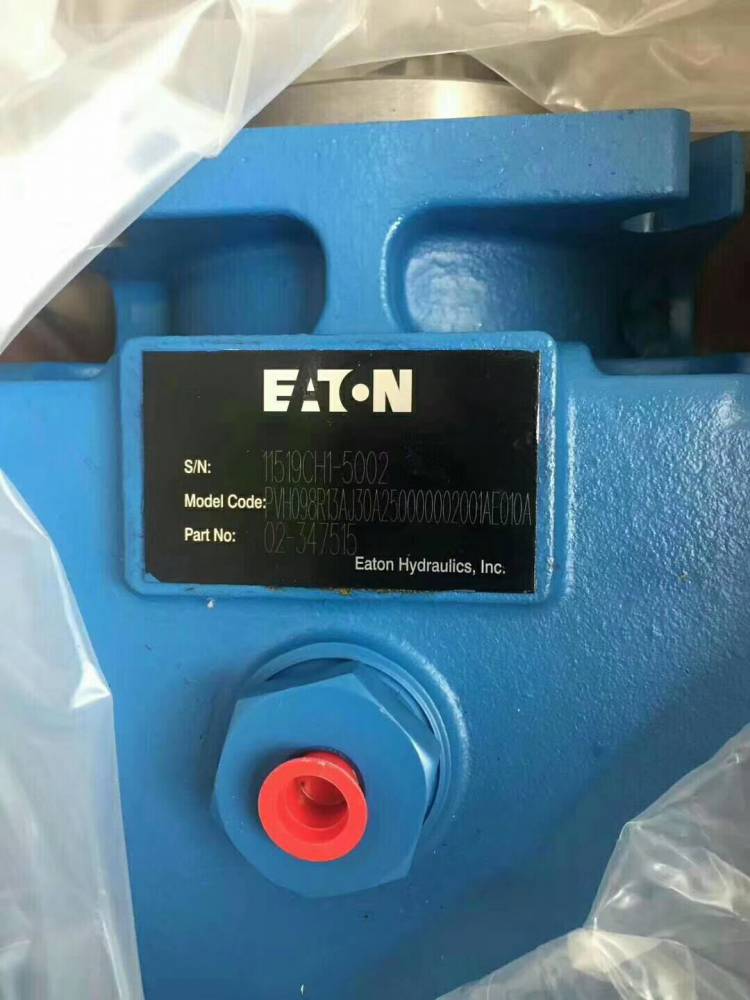 EATON
S/N: 11519CH1-5002
Model Code: PVH098R13AJ30A250000002001AE010A
Part No: 02-347515
Eaton Hydraulics, Inc.